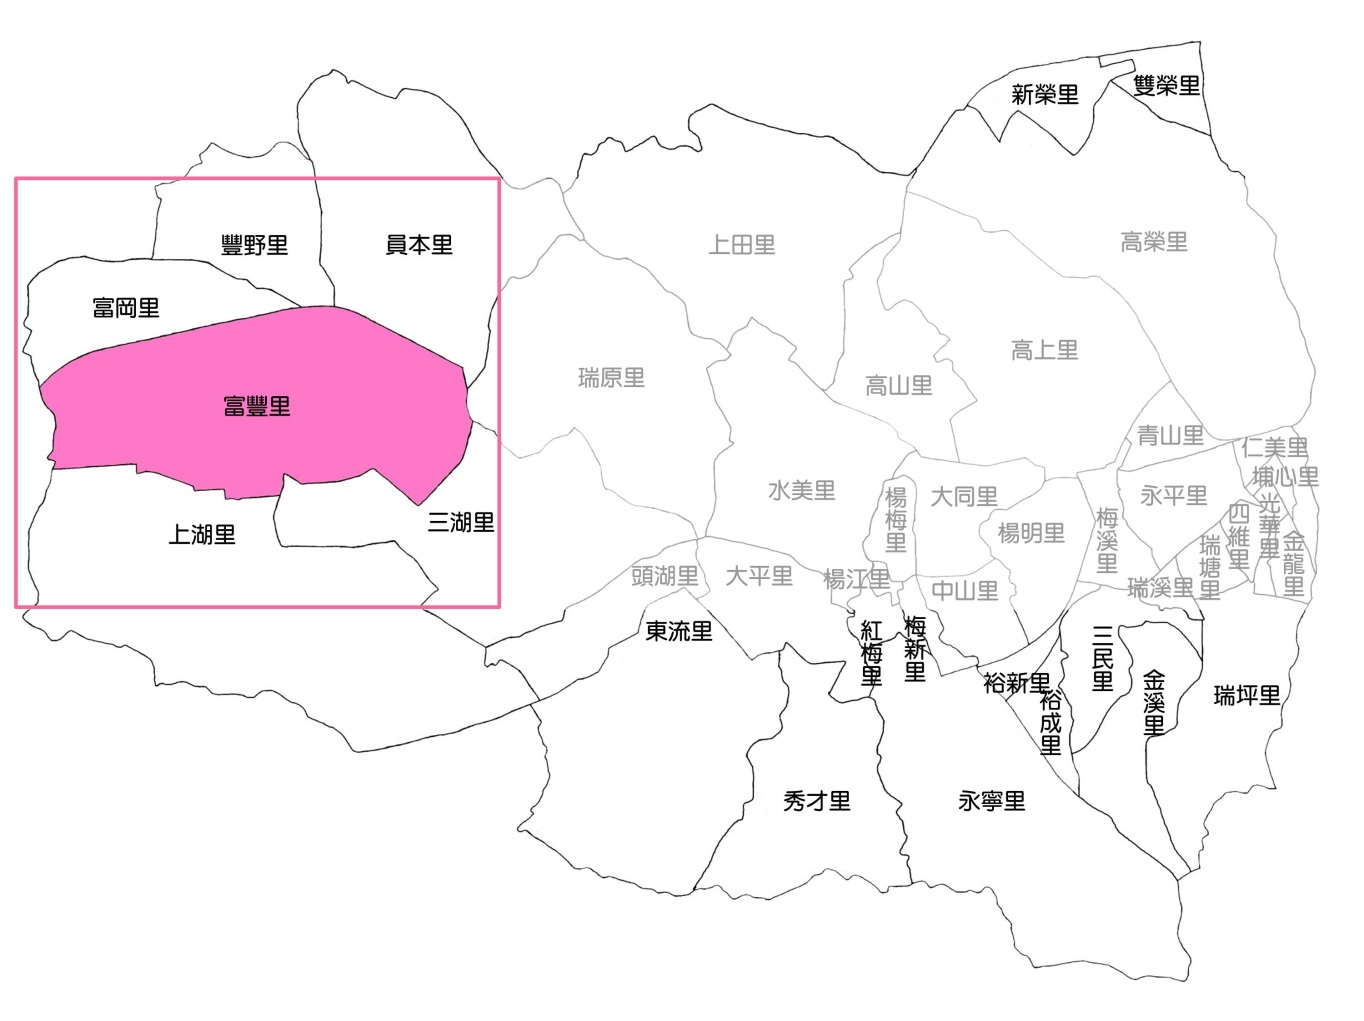 新榮里
雙榮里
豐野里
員本里
上田里
高榮里
富岡里
高上里
瑞原里
高山里
富豐里
青山里
仁美里
埔心里
水美里
楊梅里
大同里
永平里
光華里
四維里
上湖里
三湖里
楊明里
梅溪里
瑞塘里
金龍里
頭湖里
大平里
楊江里
中山里
瑞溪里
東流里
紅梅里
梅新里
裕新里
裕成里
三民里
金溪里
瑞坪里
秀才里
永寧里